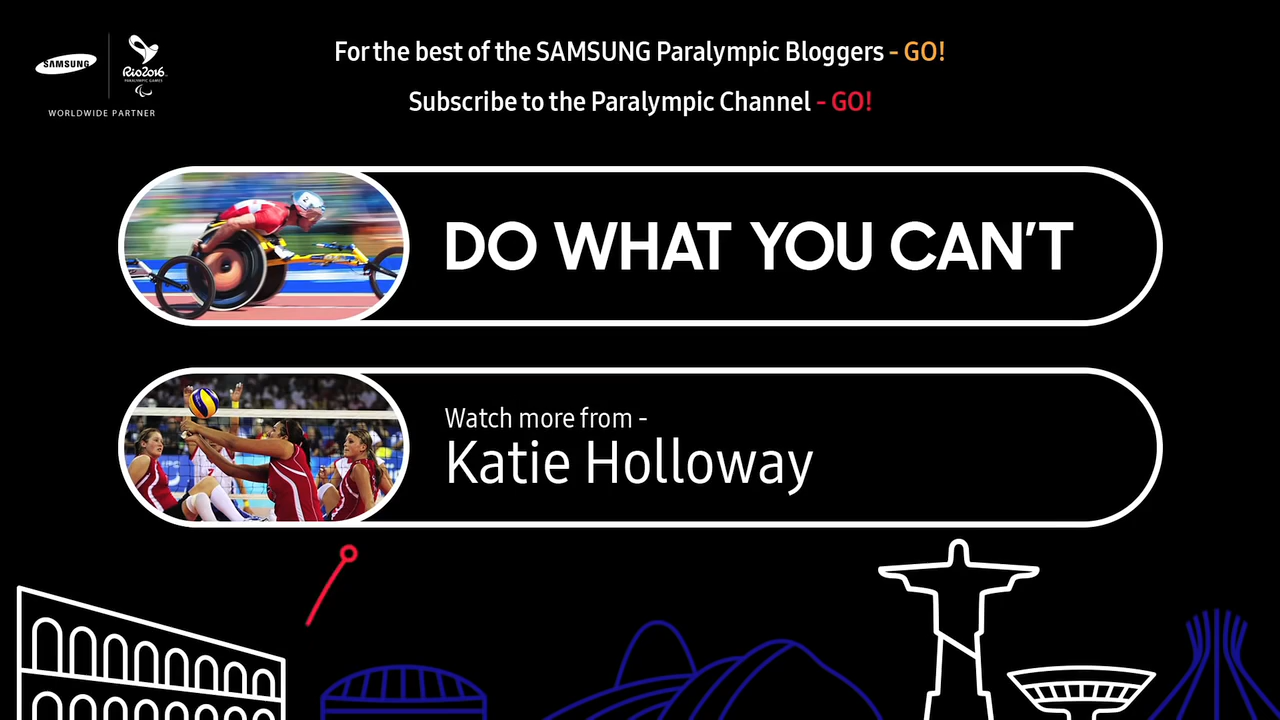 SAMSUNG
Rio2016
PARALYMPIC GAMES
WORLDWIDE PARTNER
For the best of the SAMSUNG Paralympic Bloggers - GO!
Subscribe to the Paralympic Channel - GO!
DO WHAT YOU CAN'T
Watch more from -
Katie Holloway